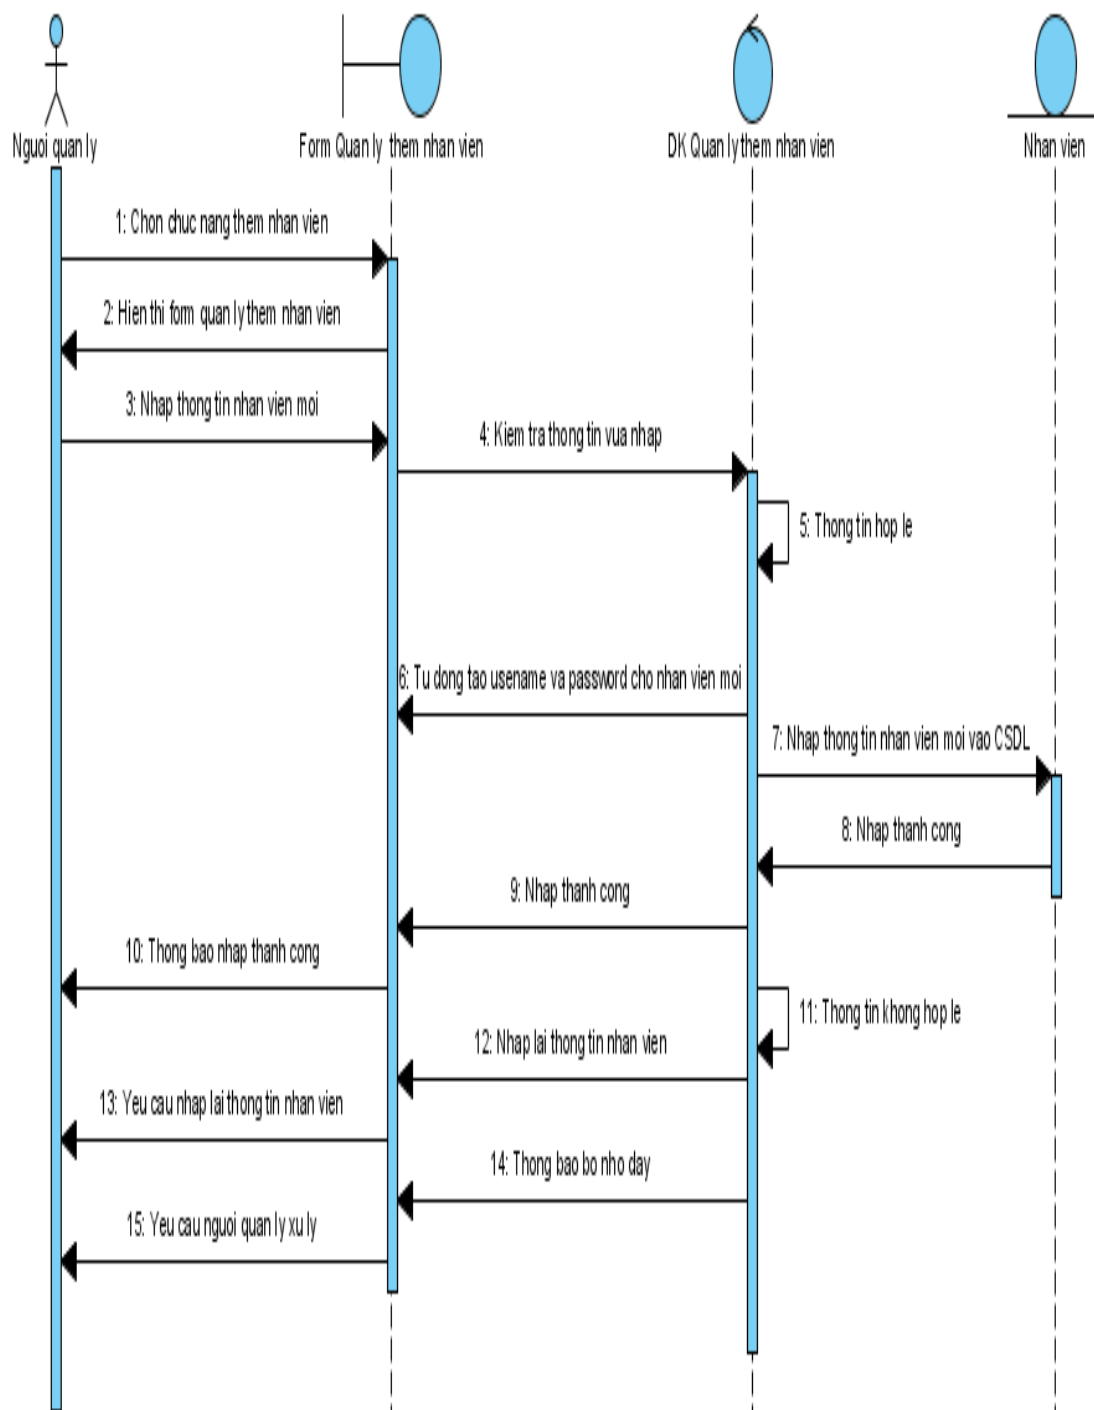 Nguoi quan ly
Form Quan ly them nhan vien
DK Quan ly them nhan vien
Nhan vien
1: Chon chuc nang them nhan vien
2: Hien thi form quan ly them nhan vien
3: Nhap thong tin nhan vien moi
4: Kiem tra thong tin vua nhap
5: Thong tin hop le
6: Tu dong tao usename va password cho nhan vien moi
7: Nhap thong tin nhan vien moi vao CSDL
8: Nhap thanh cong
9: Nhap thanh cong
10: Thong bao nhap thanh cong
11: Thong tin khong hop le
12: Nhap lai thong tin nhan vien
13: Yeu cau nhap lai thong tin nhan vien
14: Thong bao bo nho day
15: Yeu cau nguoi quan ly xu ly